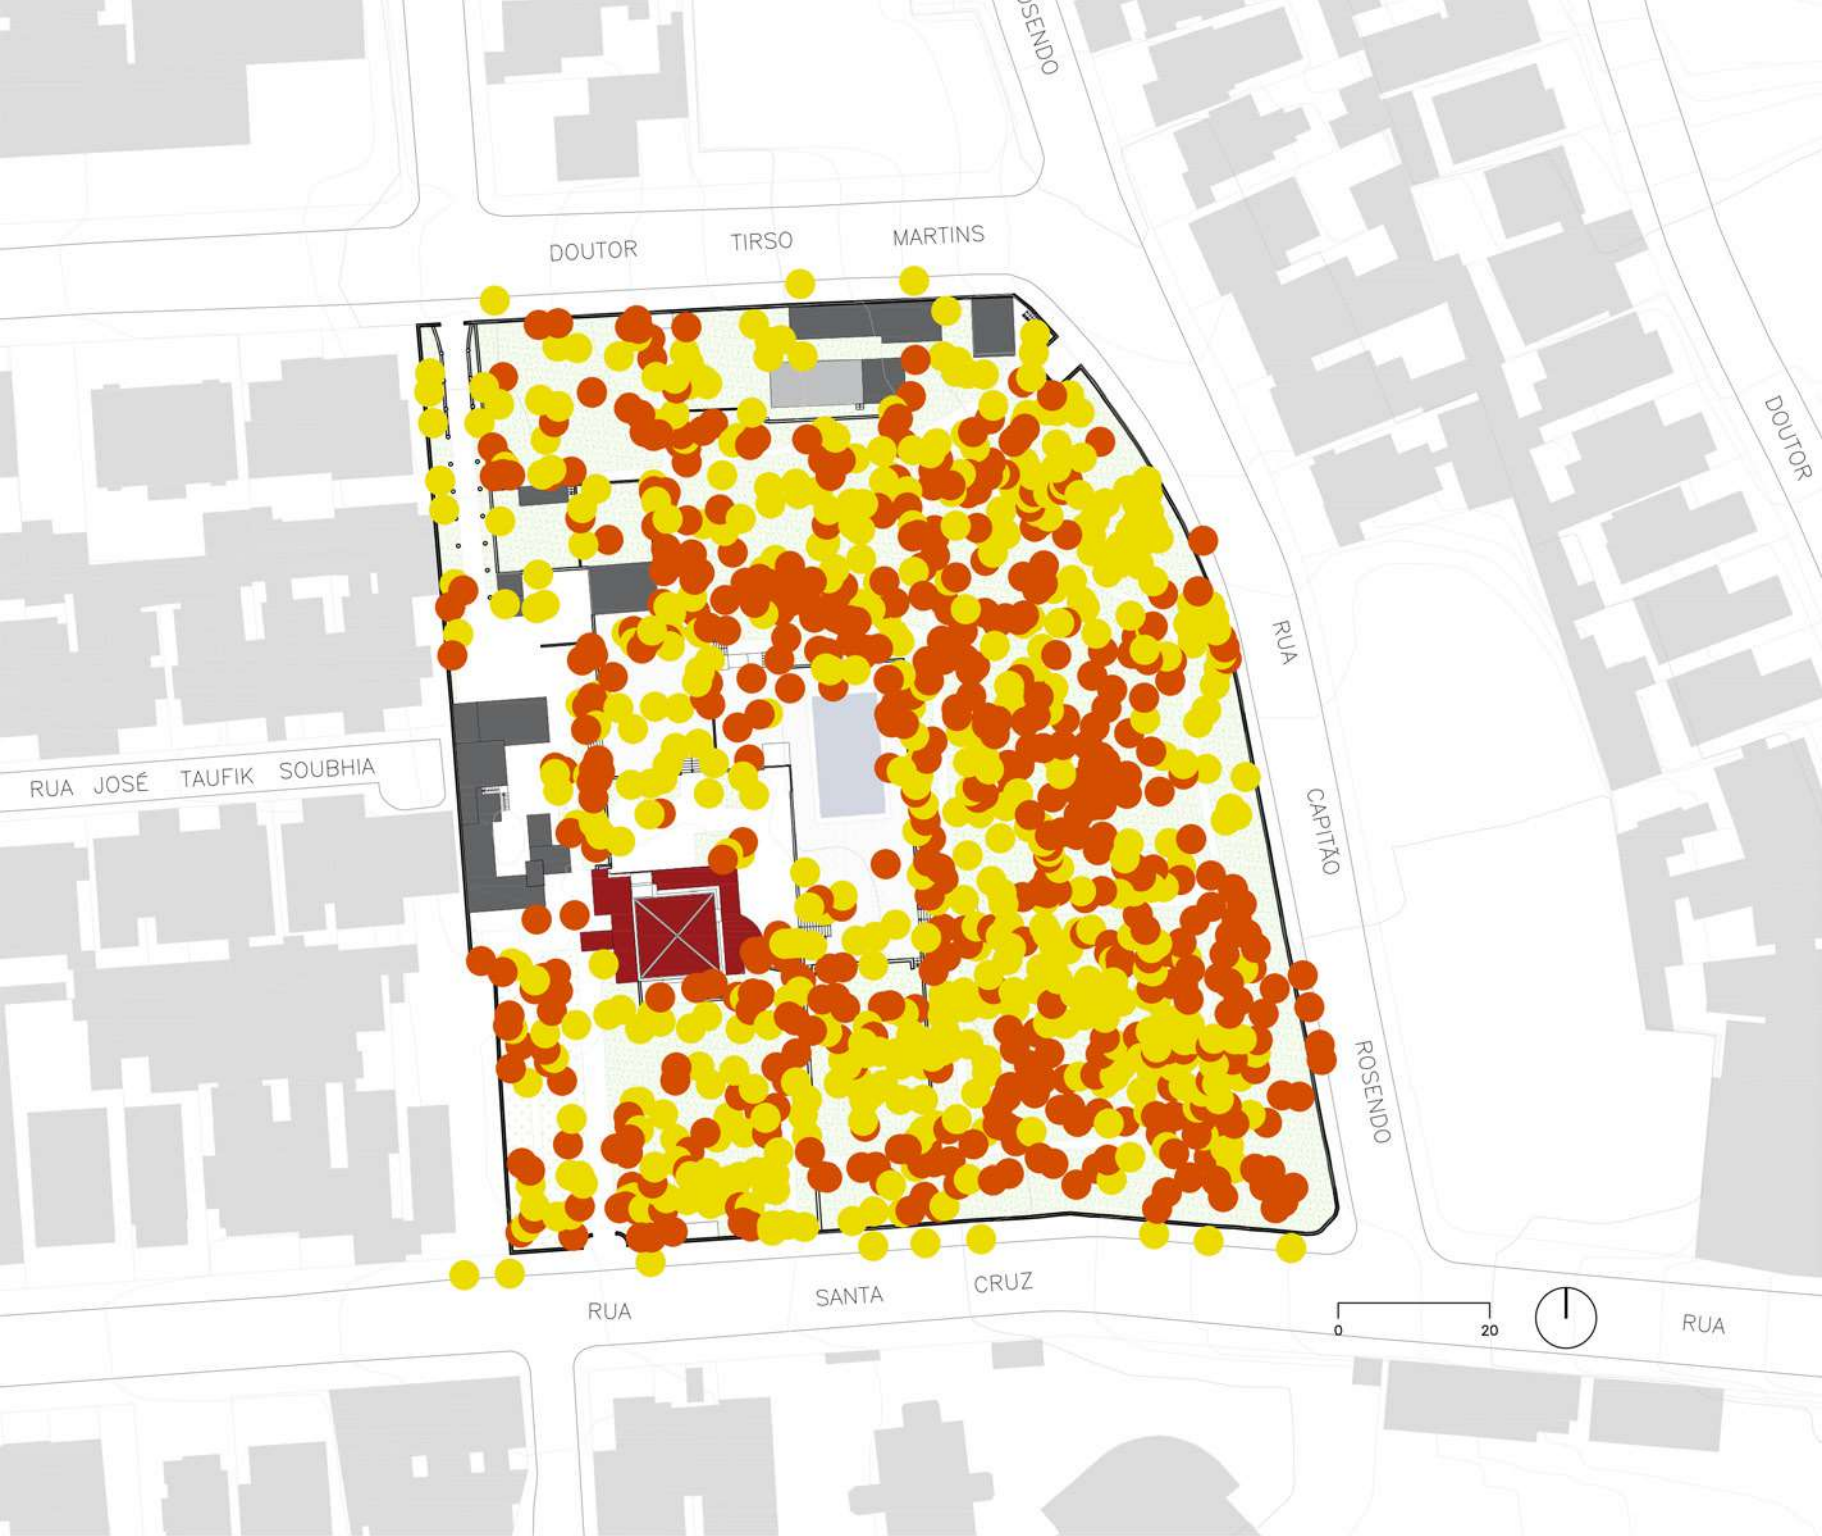 OSENDO
DOUTOR TIRSO MARTINS
DOUTOR
RUA
RUA JOSÉ TAUFIK SOUBHIA
CAPITÃO
ROSENDO
RUA SANTA CRUZ
0 20
RUA